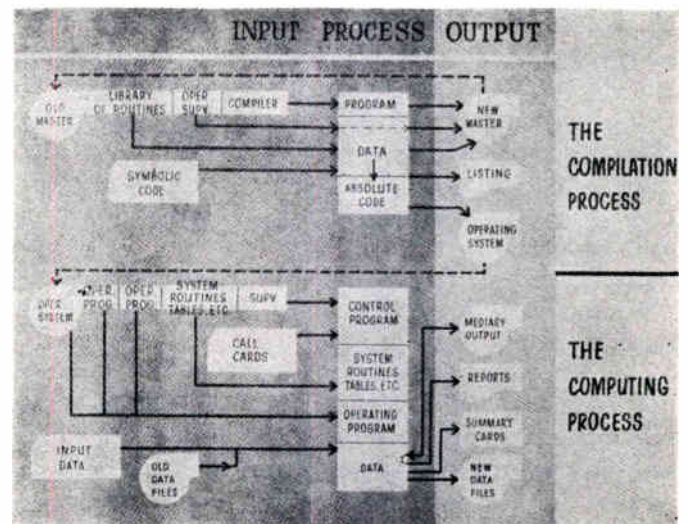 INPUT PROCESS OUTPUT
OLD
MASTER
LIBRARY
OF ROUTINES
OPER
SUPV
COMPILER
PROGRAM
NEW
MASTER
DATA
SYMBOLIC
CODE
ABSOLUTE
CODE
LISTING
OPERATING
SYSTEM
THE
COMPILATION
PROCESS
OPER
SYSTEM
OPER
PROG
OPER
PROG
SYSTEM
ROUTINES
TABLES, ETC.
SUPV
CALL
CARDS
CONTROL
PROGRAM
SYSTEM
ROUTINES
TABLES, ETC
OPERATING
PROGRAM
DATA
INPUT
DATA
OLD
DATA
FILES
MEDIARY
OUTPUT
REPORTS
SUMMARY
CARDS
NEW
DATA
FILES
THE
COMPUTING
PROCESS